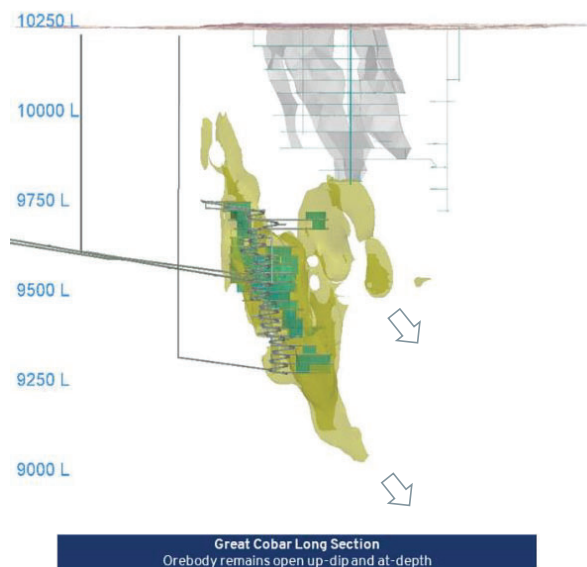 10250 L
10000 L
9750 L
9500 L
9250 L
9000 L
Great Cobar Long Section
Orebody remains open up-dip and at-depth